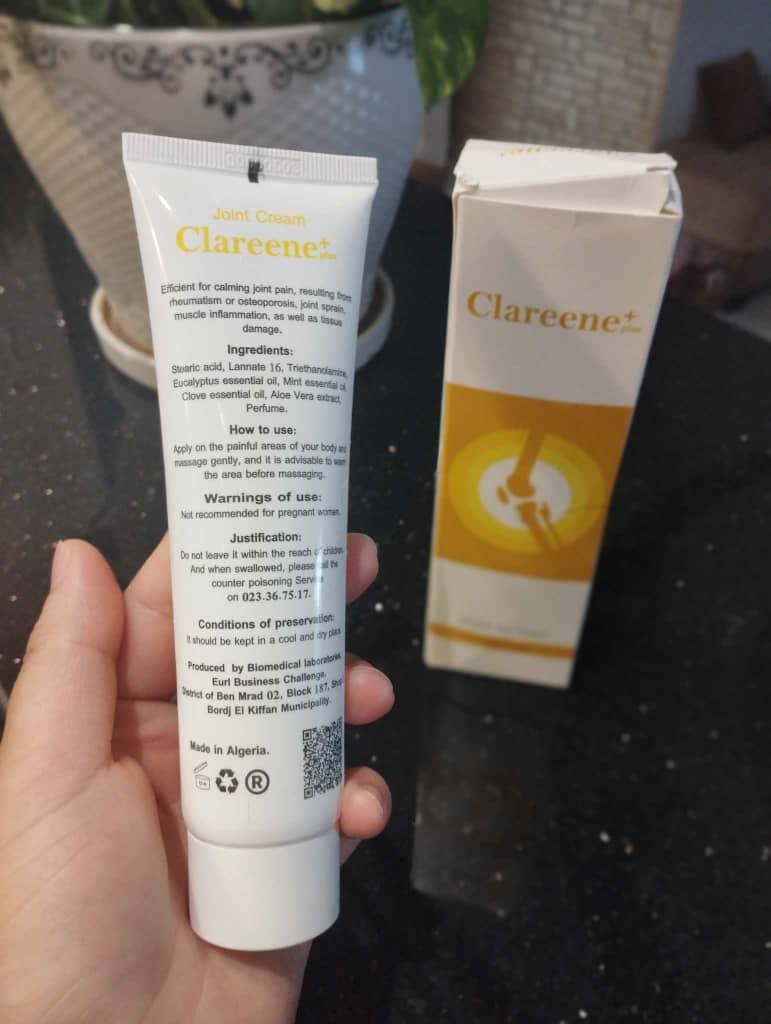 Joint Cream
Clareene+
plus
Efficient for calming joint pain, resulting from
rheumatism or osteoporosis, joint sprain,
muscle inflammation, as well as tissue
damage.
Ingredients:
Stearic acid, Lannate 16, Triethanolamine,
Eucalyptus essential oil, Mint essential oil,
Clove essential oil, Aloe Vera extract,
Perfume.
How to use:
Apply on the painful areas of your body and
massage gently, and it is advisable to warm
the area before massaging.
Warnings of use:
Not recommended for pregnant women.
Justification:
Do not leave it within the reach of children.
And when swallowed, please call the
counter poisoning Service
on 023.36.75.17.
Conditions of preservation:
It should be kept in a cool and dry place.
Produced by Biomedical laboratories.
Eurl Business Challenge.
District of Ben Mrad 02, Block 187, Shop
Bordj El Kiffan Municipality.
Made in Algeria.
®
Clareene+
plus